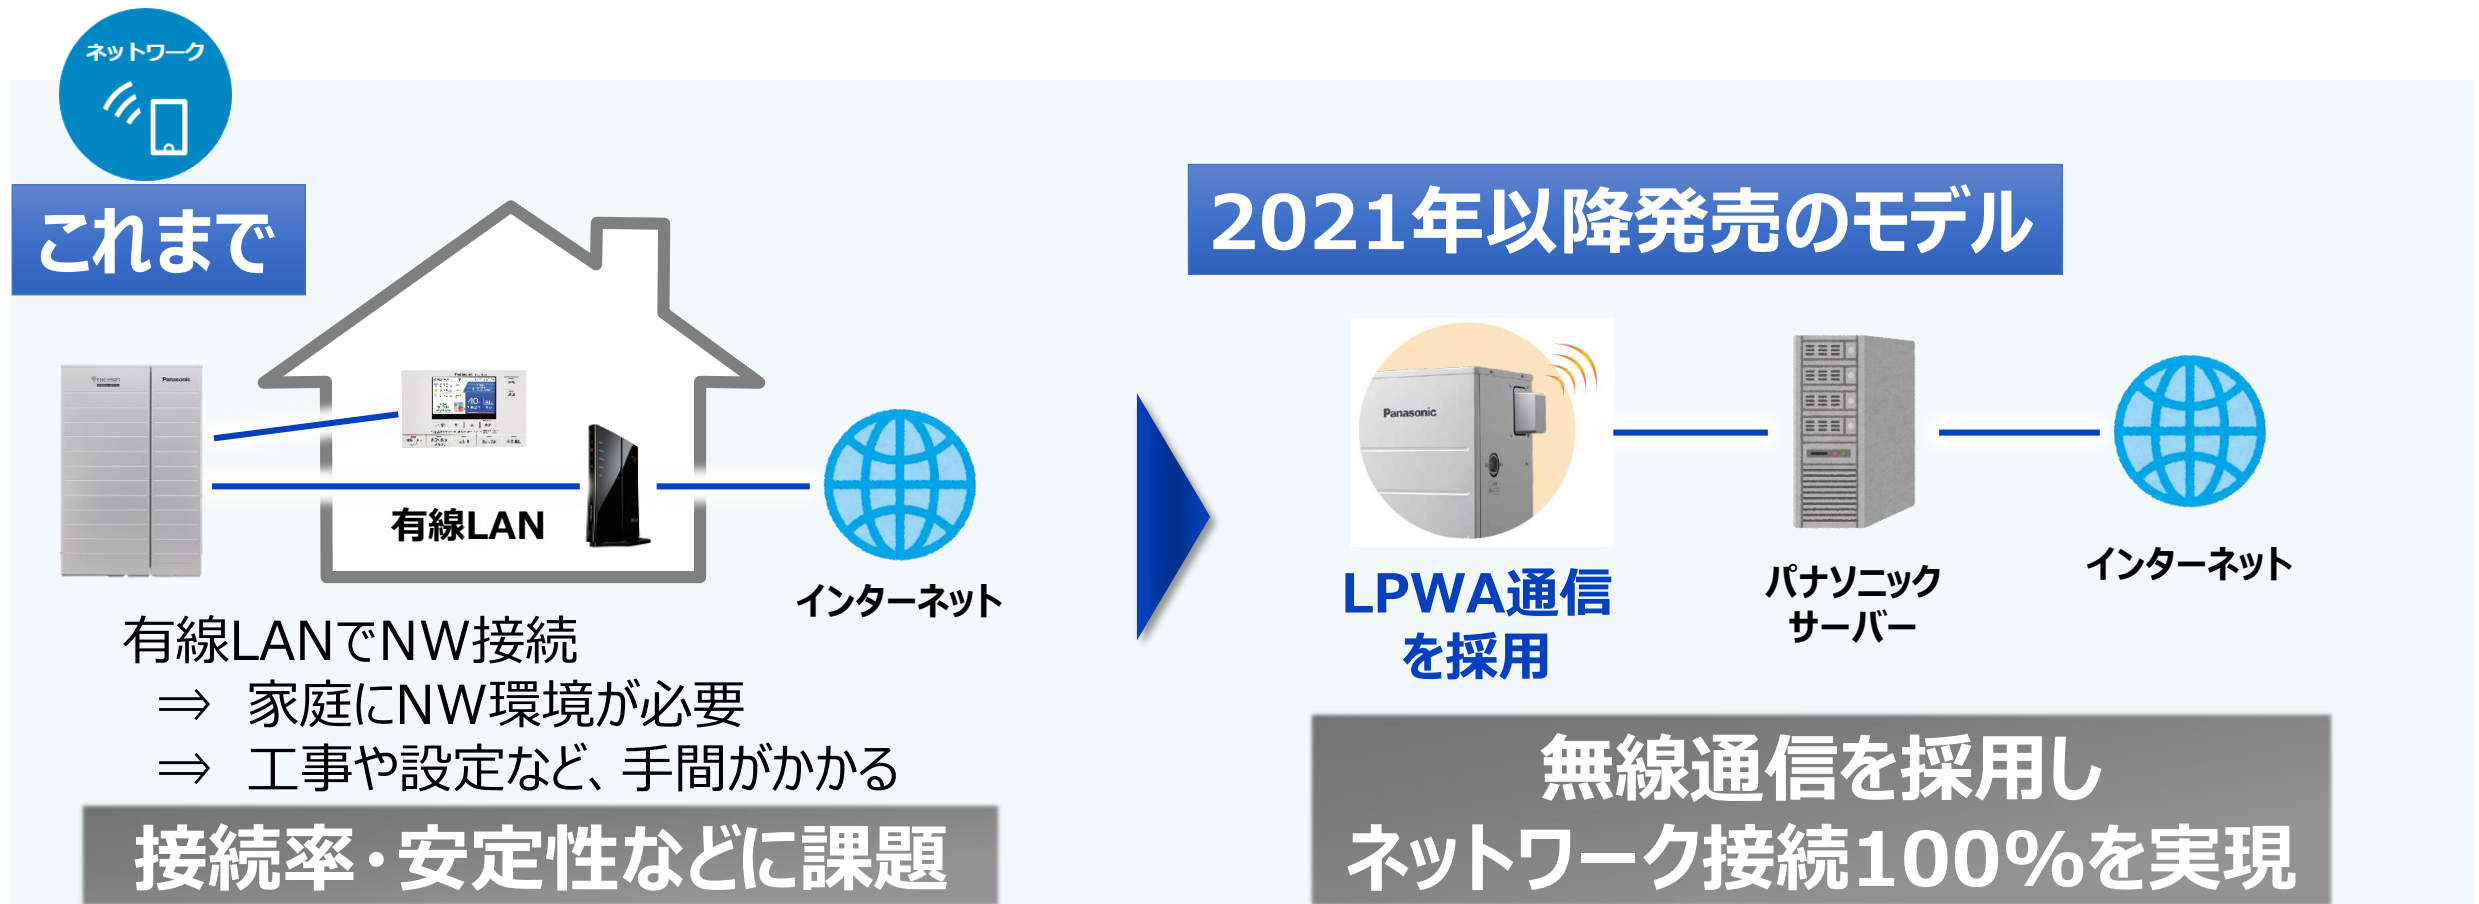 ネットワーク
これまで
Panasonic
有線LAN
インターネット
有線LANでNW接続
⇒ 家庭にNW環境が必要
⇒ 工事や設定など、手間がかかる
接続率・安定性などに課題
2021年以降発売のモデル
Panasonic
LPWA通信
を採用
パナソニック
サーバー
インターネット
無線通信を採用し
ネットワーク接続100%を実現